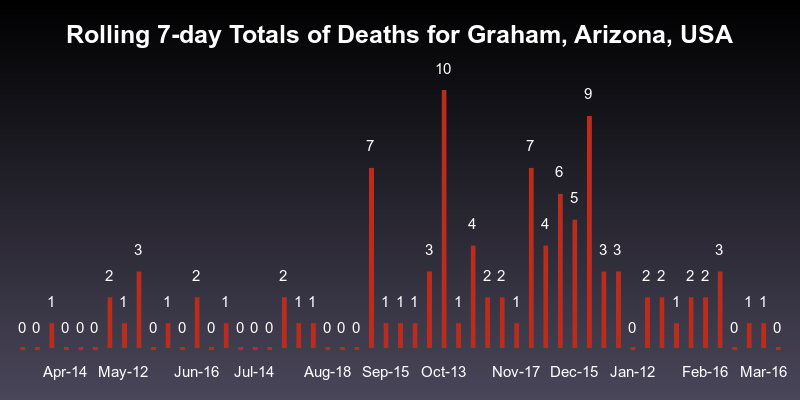 Rolling 7-day Totals of Deaths for Graham, Arizona, USA
10
9
7 7
6
5
4 4
3 3 3 3 3 3
2 2 2 2 2 2 2 2 2
1 1 1 1 1 1 1 1 1 1 1 1 1 1 1
0 0 0 0 0 0 0 0 0 0 0 0 0 0 0 0 0
Apr-14 May-12 Jun-16 Jul-14 Aug-18 Sep-15 Oct-13 Nov-17 Dec-15 Jan-12 Feb-16 Mar-16